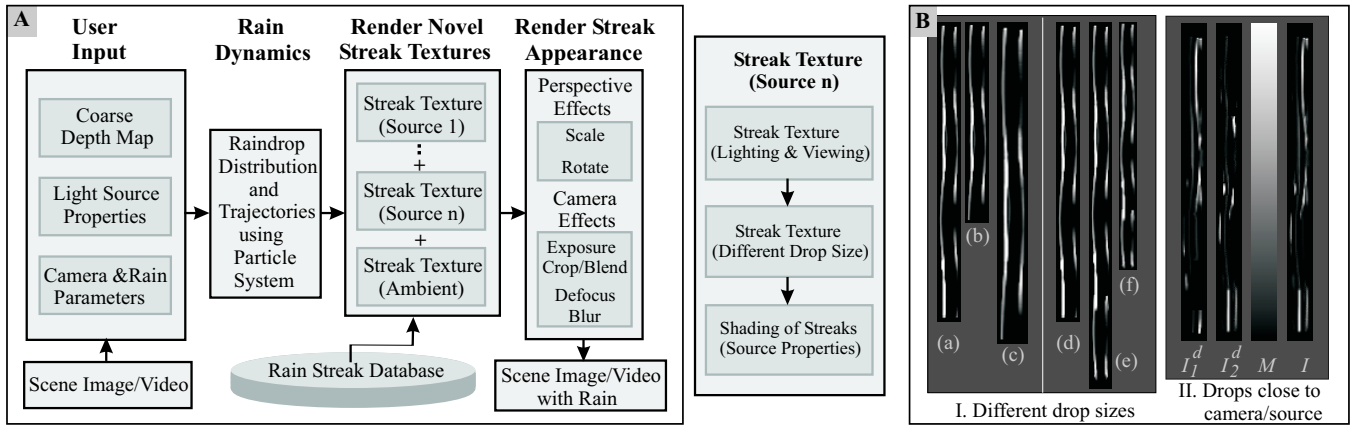 A
User
Input
Coarse
Depth Map
Light Source
Properties
Camera &Rain
Parameters
Scene Image/Video
Rain
Dynamics
Raindrop
Distribution
and
Trajectories
using
Particle
System
Render Novel
Streak Textures
Streak Texture
(Source 1)
⋮
+
Streak Texture
(Source n)
+
Streak Texture
(Ambient)
Rain Streak Database
Render Streak
Appearance
Perspective
Effects
Scale
Rotate
Camera
Effects
Exposure
Crop/Blend
Defocus
Blur
Scene Image/Video
with Rain
Streak Texture
(Source n)
Streak Texture
(Lighting & Viewing)
Streak Texture
(Different Drop Size)
Shading of Streaks
(Source Properties)
B
(a)
(b)
(c)
(d)
(e)
(f)
I. Different drop sizes
I₁ᵈ I₂ᵈ M I
II. Drops close to
camera/source